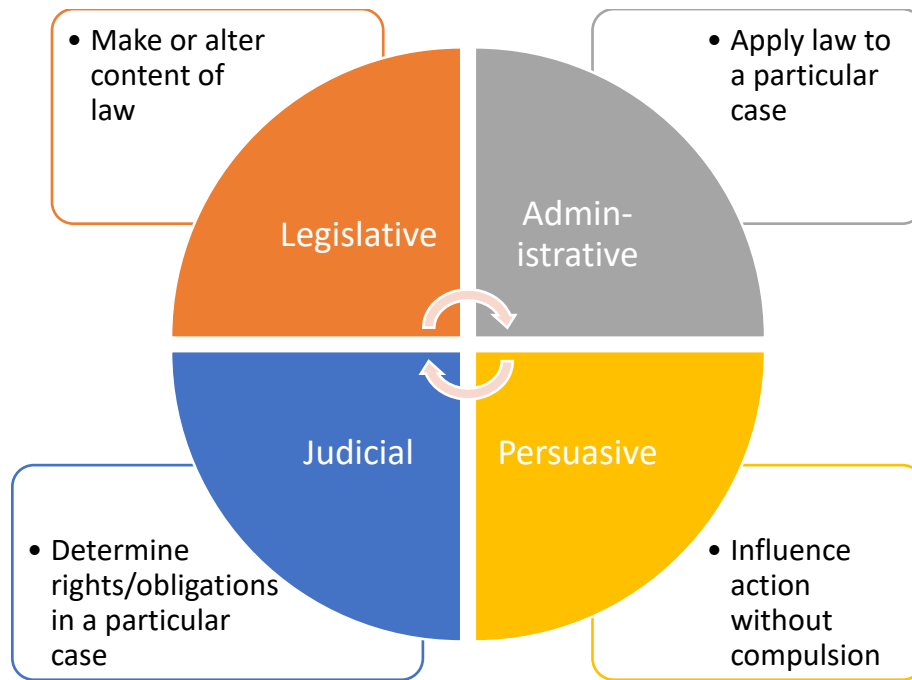 • Make or alter
content of
law
• Apply law to
a particular
case
Legislative
Admin-
istrative
Judicial
Persuasive
• Determine
rights/obligations
in a particular
case
• Influence
action
without
compulsion